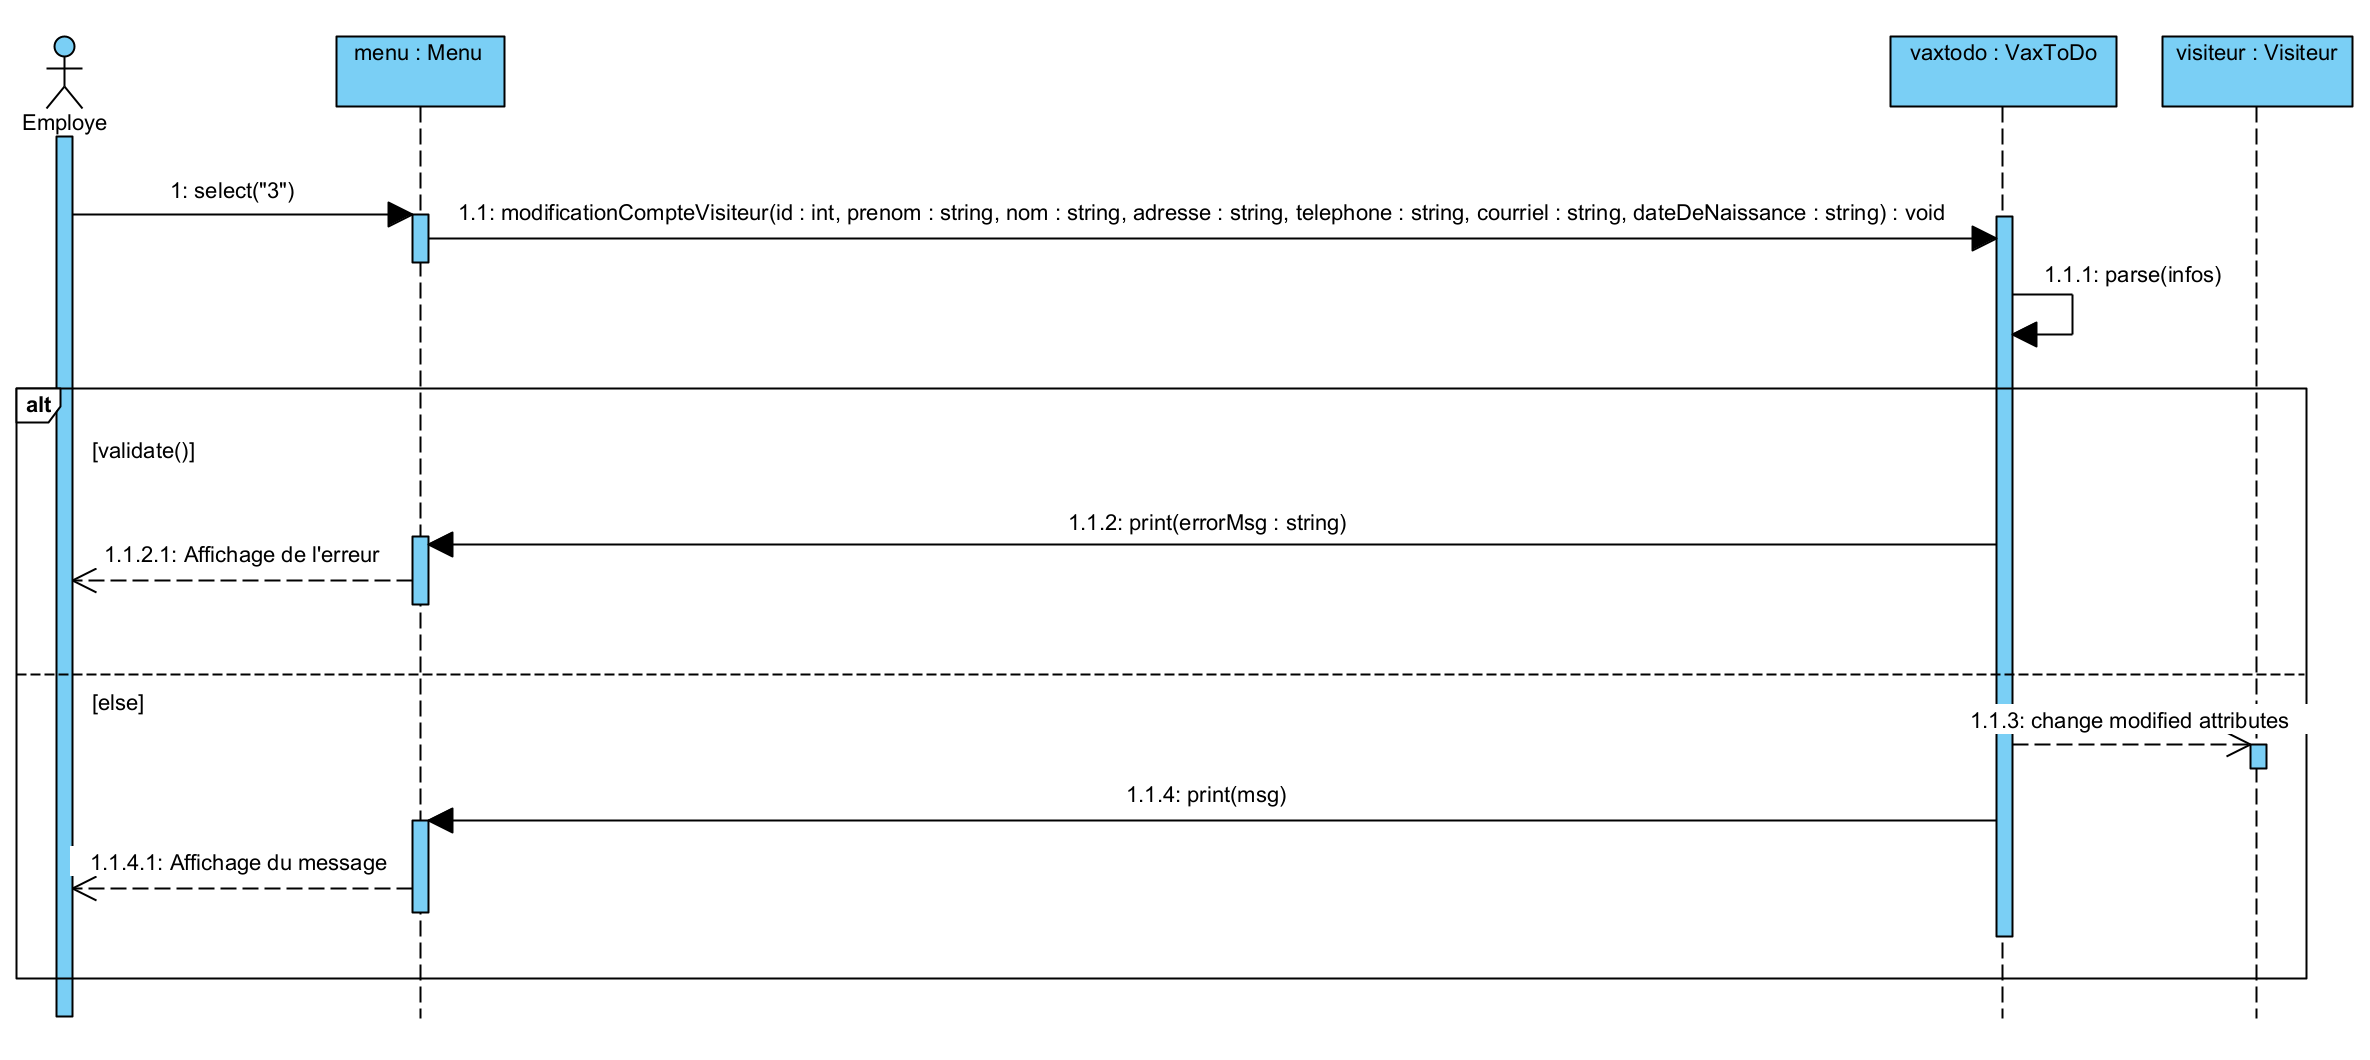 menu : Menu
vaxtodo : VaxToDo
visiteur : Visiteur
Employe
1: select("3")
1.1: modificationCompteVisiteur(id : int, prenom : string, nom : string, adresse : string, telephone : string, courriel : string, dateDeNaissance : string) : void
1.1.1: parse(infos)
alt
[validate()]
1.1.2: print(errorMsg : string)
1.1.2.1: Affichage de l'erreur
[else]
1.1.3: change modified attributes
1.1.4: print(msg)
1.1.4.1: Affichage du message